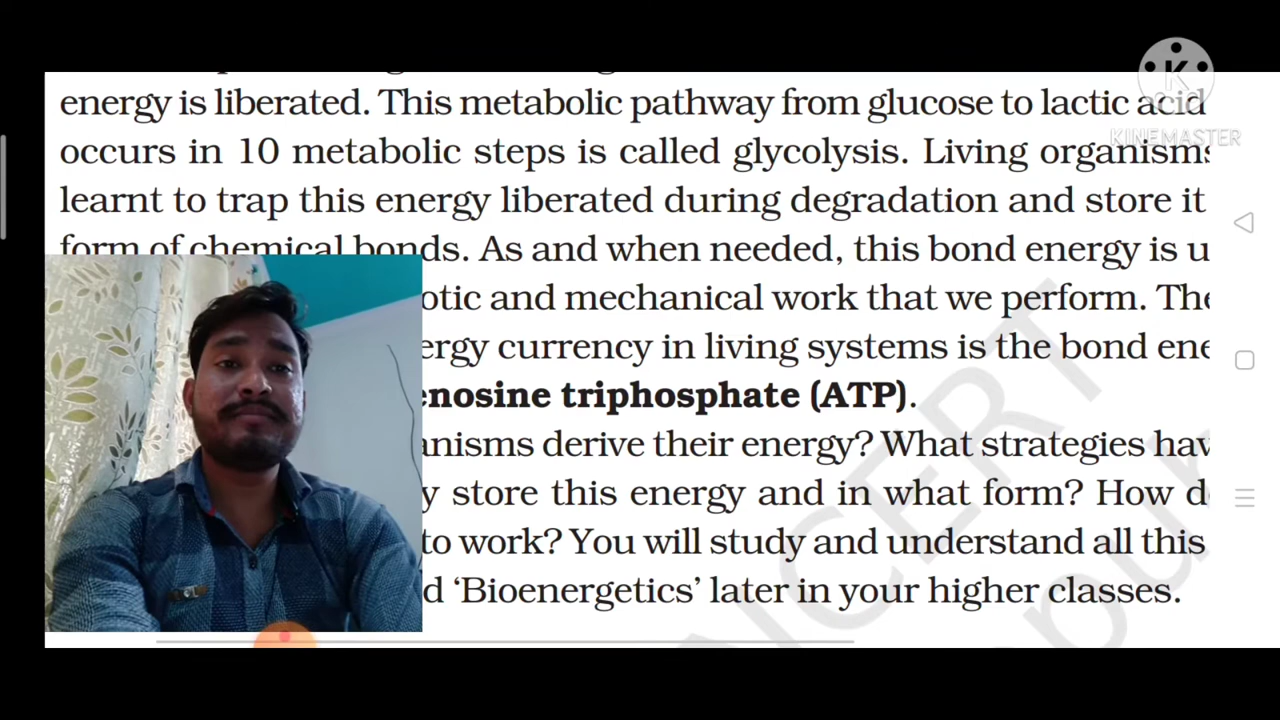 energy is liberated. This metabolic pathway from glucose to lactic acid
KINEMASTER
occurs in 10 metabolic steps is called glycolysis. Living organisms
learnt to trap this energy liberated during degradation and store it
form of chemical bonds. As and when needed, this bond energy is u
otic and mechanical work that we perform. The
ergy currency in living systems is the bond ene
enosine triphosphate (ATP).
anisms derive their energy? What strategies hav
y store this energy and in what form? How d
to work? You will study and understand all this
d ‘Bioenergetics’ later in your higher classes.
NCERT